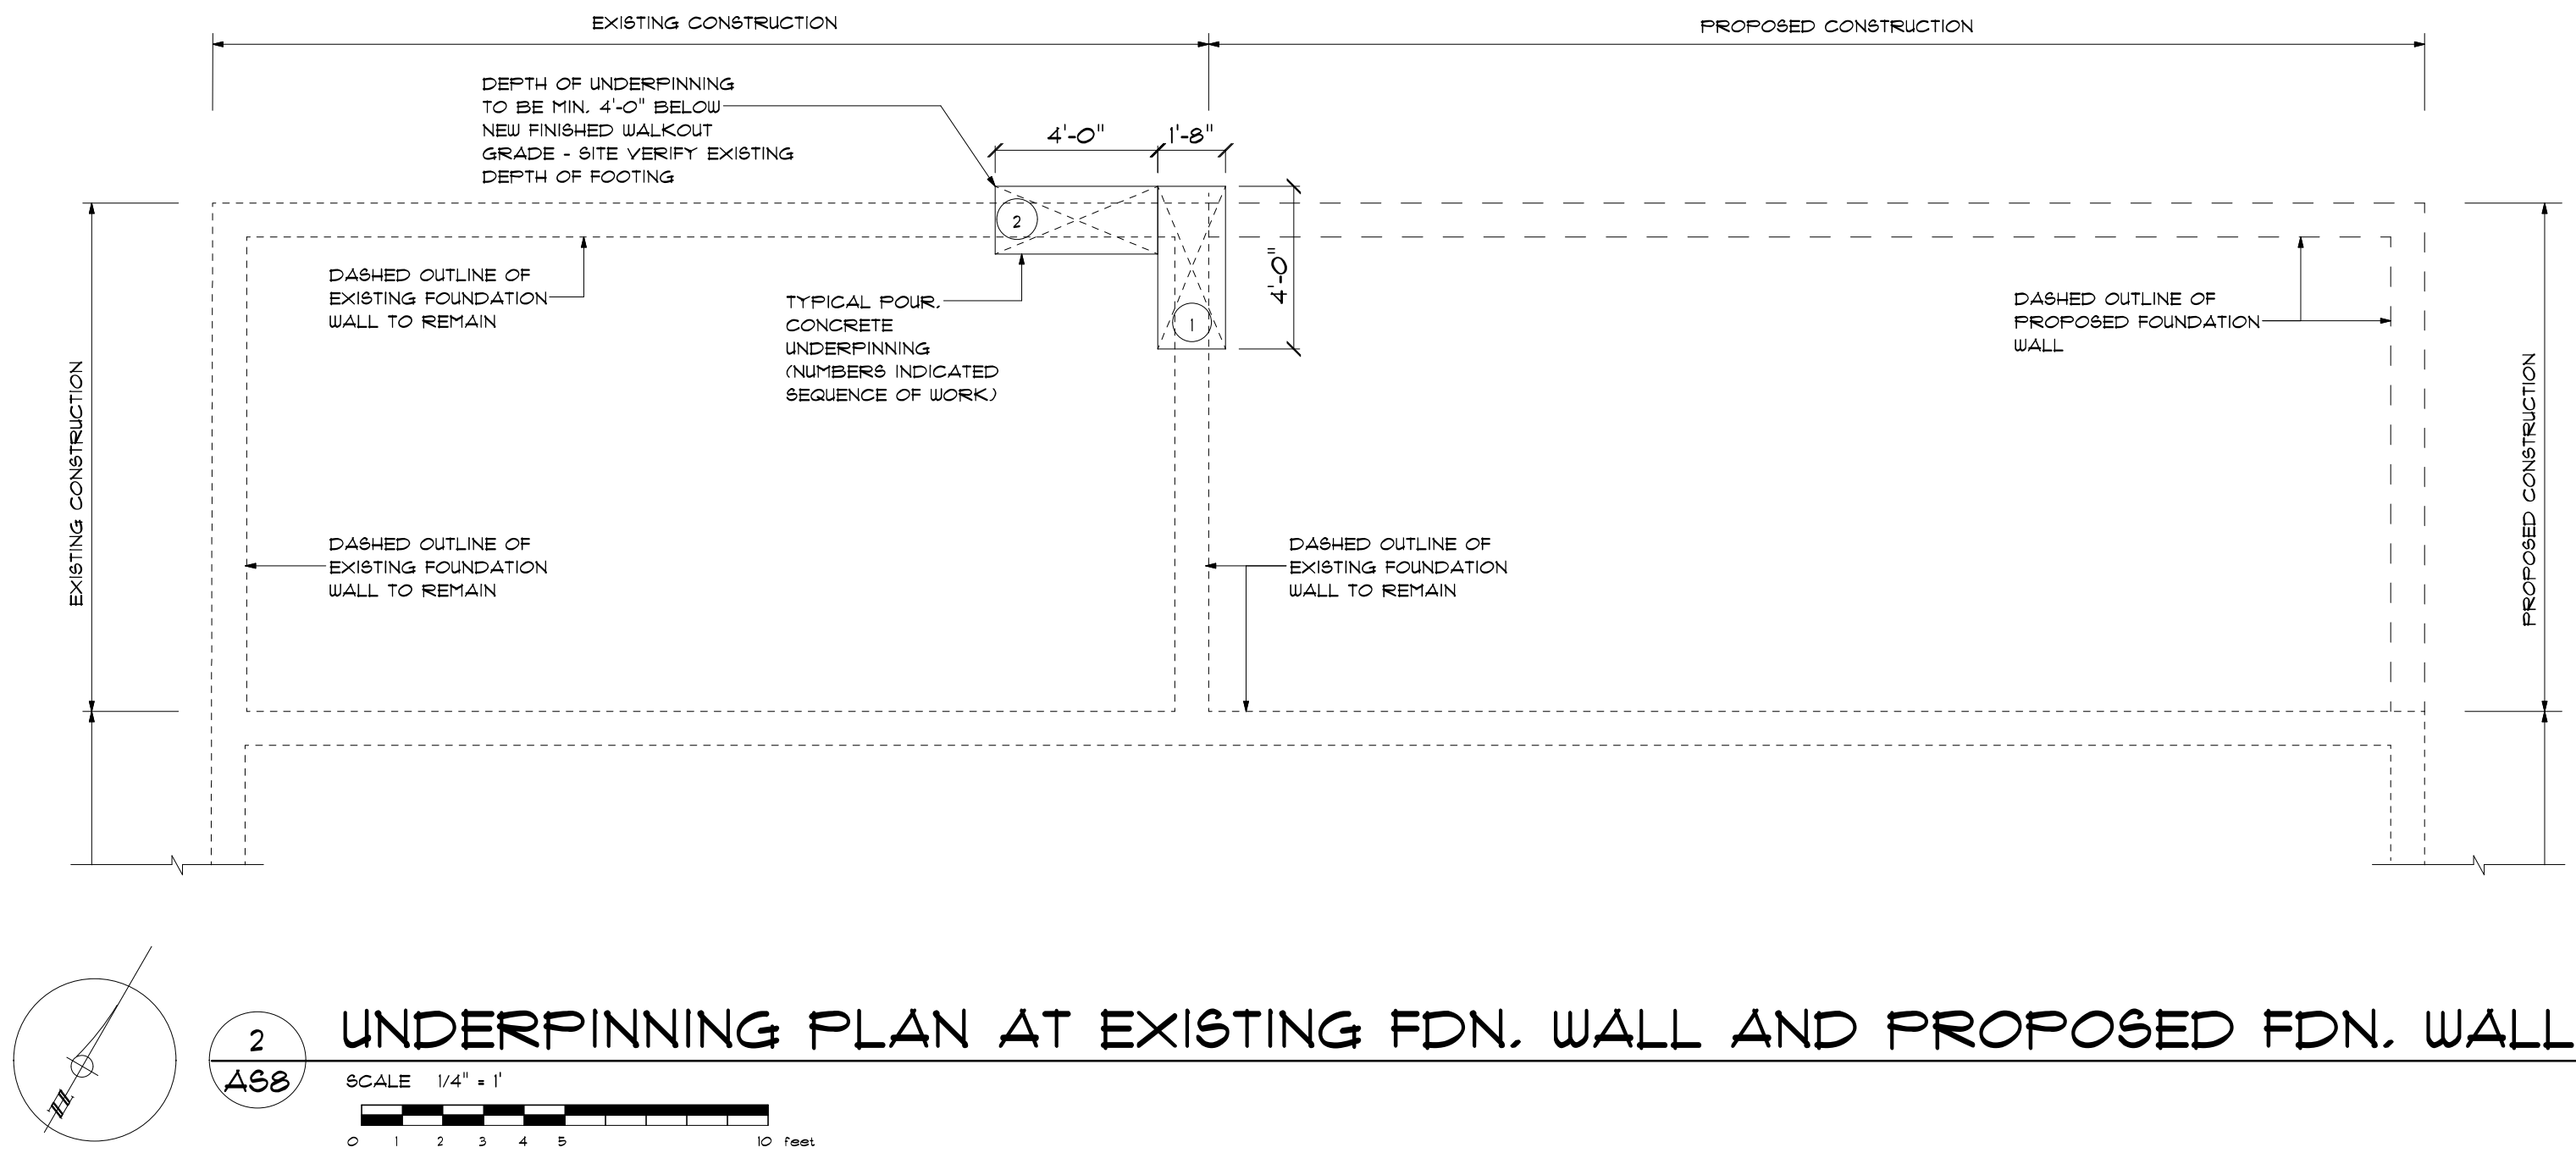 EXISTING CONSTRUCTION
PROPOSED CONSTRUCTION
DEPTH OF UNDERPINNING
TO BE MIN. 4'-0" BELOW
NEW FINISHED WALKOUT
GRADE - SITE VERIFY EXISTING
DEPTH OF FOOTING
4'-0"
1'-8"
2
4'-0"
1
DASHED OUTLINE OF
EXISTING FOUNDATION
WALL TO REMAIN
TYPICAL POUR.
CONCRETE
UNDERPINNING
(NUMBERS INDICATED
SEQUENCE OF WORK)
DASHED OUTLINE OF
PROPOSED FOUNDATION
WALL
EXISTING CONSTRUCTION
PROPOSED CONSTRUCTION
DASHED OUTLINE OF
EXISTING FOUNDATION
WALL TO REMAIN
DASHED OUTLINE OF
EXISTING FOUNDATION
WALL TO REMAIN
N
2
AS8
UNDERPINNING PLAN AT EXISTING FDN. WALL AND PROPOSED FDN. WALL
SCALE 1/4" = 1'
0 1 2 3 4 5 10 feet